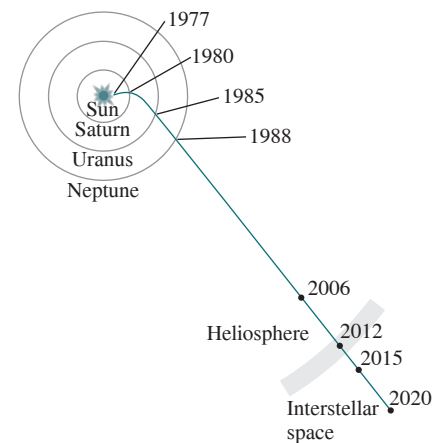 1977
1980
1985
1988
Sun
Saturn
Uranus
Neptune
2006
Heliosphere
2012
2015
2020
Interstellar
space